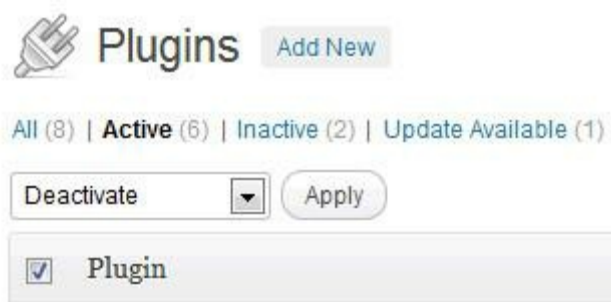 Plugins Add New
All (8) | Active (6) | Inactive (2) | Update Available (1)
Deactivate Apply
Plugin